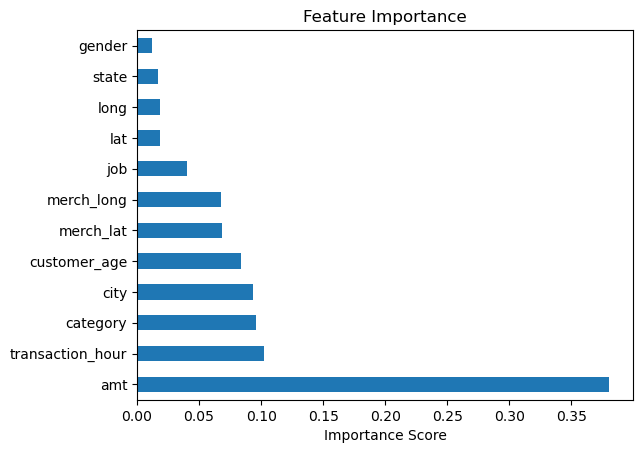 Feature Importance
gender
state
long
lat
job
merch_long
merch_lat
customer_age
city
category
transaction_hour
amt
0.00 0.05 0.10 0.15 0.20 0.25 0.30 0.35
Importance Score